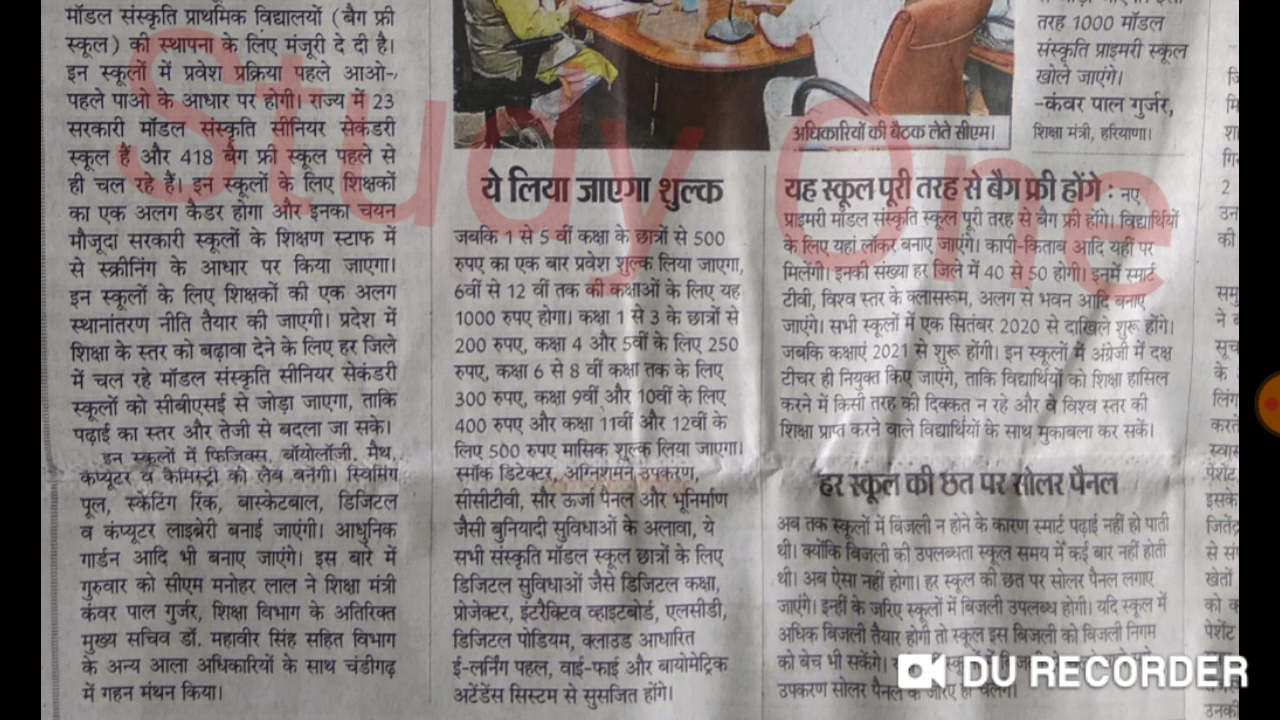 मॉडल संस्कृति प्राथमिक विद्यालयों (बैग फ्री
स्कूल) की स्थापना के लिए मंजूरी दे दी है।
इन स्कूलों में प्रवेश प्रक्रिया पहले आओ-,
पहले पाओ के आधार पर होगी। राज्य में 23
सरकारी मॉडल संस्कृति सीनियर सेकंडरी
स्कूल हैं और 418 बैग फ्री स्कूल पहले से
ही चल रहे हैं। इन स्कूलों के लिए शिक्षकों
का एक अलग कैडर होगा और इनका चयन
मौजूदा सरकारी स्कूलों के शिक्षण स्टाफ में
से स्क्रीनिंग के आधार पर किया जाएगा।
इन स्कूलों के लिए शिक्षकों की एक अलग
स्थानांतरण नीति तैयार की जाएगी। प्रदेश में
शिक्षा के स्तर को बढ़ावा देने के लिए हर जिले
में चल रहे मॉडल संस्कृति सीनियर सेकंडरी
स्कूलों को सीबीएसई से जोड़ा जाएगा, ताकि
पढ़ाई का स्तर और तेजी से बदला जा सके।
इन स्कूलों में फिजिक्स, बॉयोलॉजी, मैथ,
कंप्यूटर व कैमिस्ट्री की लैब बनेगी। स्विमिंग
पूल, स्केटिंग रिंक, बास्केटबाल, डिजिटल
व कंप्यूटर लाइब्रेरी बनाई जाएंगी। आधुनिक
गार्डन आदि भी बनाए जाएंगे। इस बारे में
गुरुवार को सीएम मनोहर लाल ने शिक्षा मंत्री
कंवर पाल गुर्जर, शिक्षा विभाग के अतिरिक्त
मुख्य सचिव डॉ. महावीर सिंह सहित विभाग
के अन्य आला अधिकारियों के साथ चंडीगढ़
में गहन मंथन किया।
अधिकारियों की बैठक लेते सीएम।
तरह 1000 मॉडल
संस्कृति प्राइमरी स्कूल
खोले जाएंगे।
-कंवर पाल गुर्जर,
शिक्षा मंत्री, हरियाणा।
ये लिया जाएगा शुल्क
जबकि 1 से 5 वीं कक्षा के छात्रों से 500
रुपए का एक बार प्रवेश शुल्क लिया जाएगा,
6वीं से 12 वीं तक की कक्षाओं के लिए यह
1000 रुपए होगा। कक्षा 1 से 3 के छात्रों से
200 रुपए, कक्षा 4 और 5वीं के लिए 250
रुपए, कक्षा 6 से 8 वीं कक्षा तक के लिए
300 रुपए, कक्षा 9वीं और 10वीं के लिए
400 रुपए और कक्षा 11वीं और 12वीं के
लिए 500 रुपए मासिक शुल्क लिया जाएगा।
स्मॉक डिटेक्टर, अग्निशमन उपकरण,
सीसीटीवी, सौर ऊर्जा पैनल और भूनिर्माण
जैसी बुनियादी सुविधाओं के अलावा, ये
सभी संस्कृति मॉडल स्कूल छात्रों के लिए
डिजिटल सुविधाओं जैसे डिजिटल कक्षा,
प्रोजेक्टर, इंटरैक्टिव व्हाइटबोर्ड, एलसीडी,
डिजिटल पोडियम, क्लाउड आधारित
ई-लर्निंग पहल, वाई-फाई और बायोमेट्रिक
अटेंडेंस सिस्टम से सुसजित होंगे।
यह स्कूल पूरी तरह से बैग फ्री होंगे : नए
प्राइमरी मॉडल संस्कृति स्कूल पूरी तरह से बैग फ्री होंगे। विद्यार्थियों
के लिए यहां लॉकर बनाए जाएंगे। कापी-किताब आदि यहीं पर
मिलेंगी। इनकी संख्या हर जिले में 40 से 50 होगी। इनमें स्मार्ट
टीवी, विश्व स्तर के क्लासरूम, अलग से भवन आदि बनाए
जाएंगे। सभी स्कूलों में एक सितंबर 2020 से दाखिले शुरू होंगे।
जबकि कक्षाएं 2021 से शुरू होंगी। इन स्कूलों में अंग्रेजी में दक्ष
टीचर ही नियुक्त किए जाएंगे, ताकि विद्यार्थियों को शिक्षा हासिल
करने में किसी तरह की दिक्कत न रहे और वे विश्व स्तर की
शिक्षा प्राप्त करने वाले विद्यार्थियों के साथ मुकाबला कर सकें।
हर स्कूल की छत पर सोलर पैनल
अब तक स्कूलों में बिजली न होने के कारण स्मार्ट पढ़ाई नहीं हो पाती
थी। क्योंकि बिजली की उपलब्धता स्कूल समय में कई बार नहीं होती
थी। अब ऐसा नहीं होगा। हर स्कूल की छत पर सोलर पैनल लगाए
जाएंगे। इन्हीं के जरिए स्कूलों में बिजली उपलब्ध होगी। यदि स्कूल में
अधिक बिजली तैयार होगी तो स्कूल इस बिजली को बिजली निगम
को बेच भी सकेंगे।
उपकरण सोलर पैनल के जरिए ही चलेंगे।
Study One
DU RECORDER